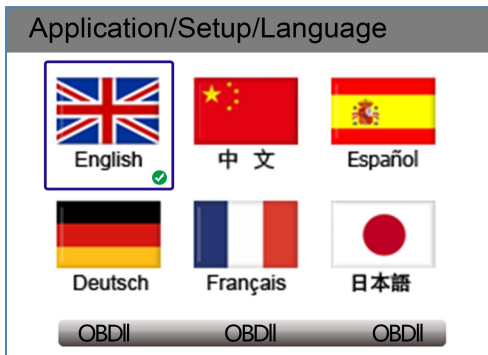 Application/Setup/Language
English 中 文 Español
Deutsch Français 日本語
OBDII OBDII OBDII